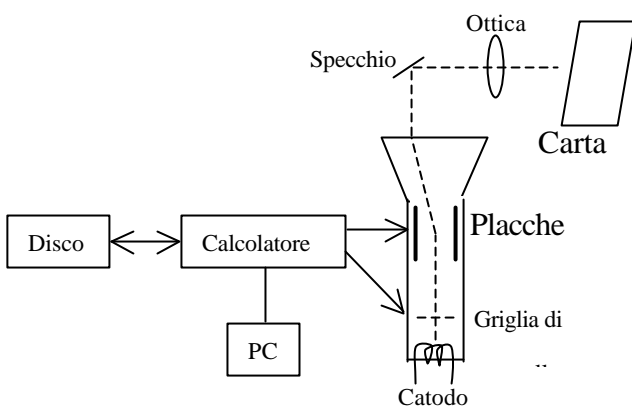 Ottica
Specchio
Carta
Placche
Disco
Calcolatore
Griglia di
PC
Catodo